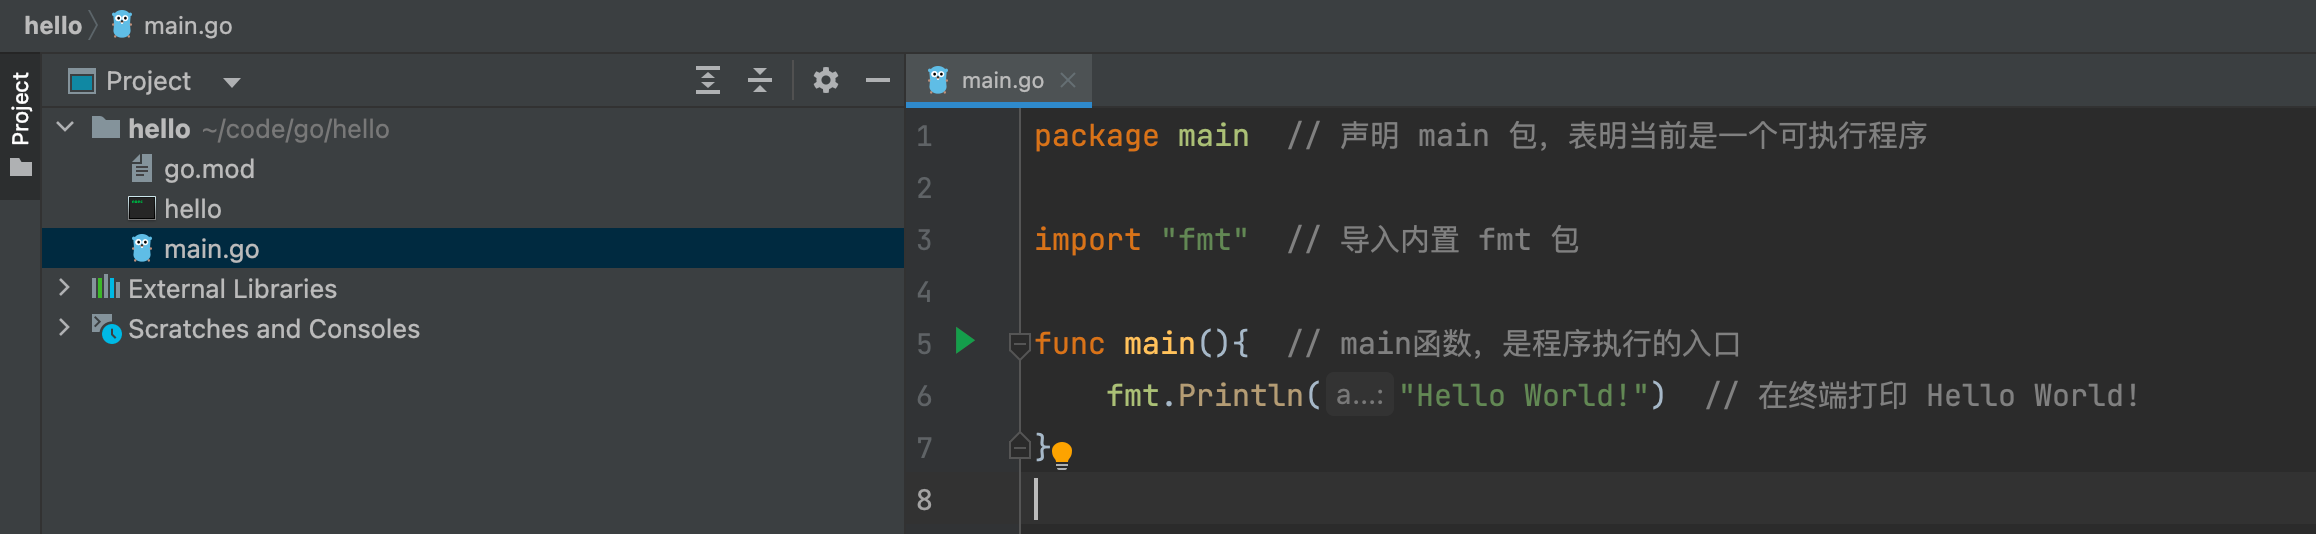 hello main.go
Project
Project
hello ~/code/go/hello
go.mod
hello
main.go
External Libraries
Scratches and Consoles
main.go
1 package main // 声明 main 包，表明当前是一个可执行程序
2
3 import "fmt" // 导入内置 fmt 包
4
5 func main(){ // main函数，是程序执行的入口
6 fmt.Println( a...: "Hello World!") // 在终端打印 Hello World!
7 }
8